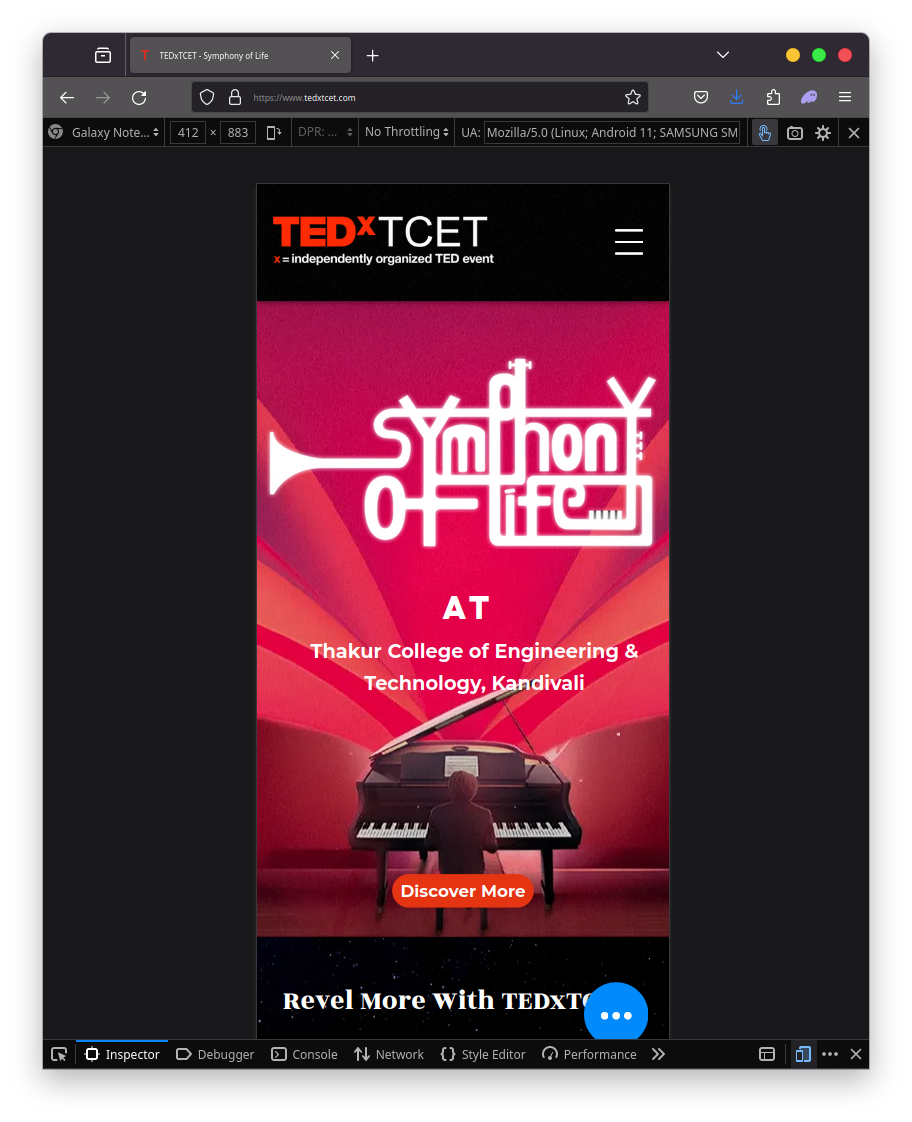 TEDxTCET - Symphony of Life
https://www.tedxtcet.com
Galaxy Note... 412 × 883 DPR: ... No Throttling UA: Mozilla/5.0 (Linux; Android 11; SAMSUNG SM
TEDxTCET
x = independently organized TED event
Symphony
Of Life
AT
Thakur College of Engineering &
Technology, Kandivali
Discover More
Revel More With TEDxTC
Inspector Debugger Console Network Style Editor Performance